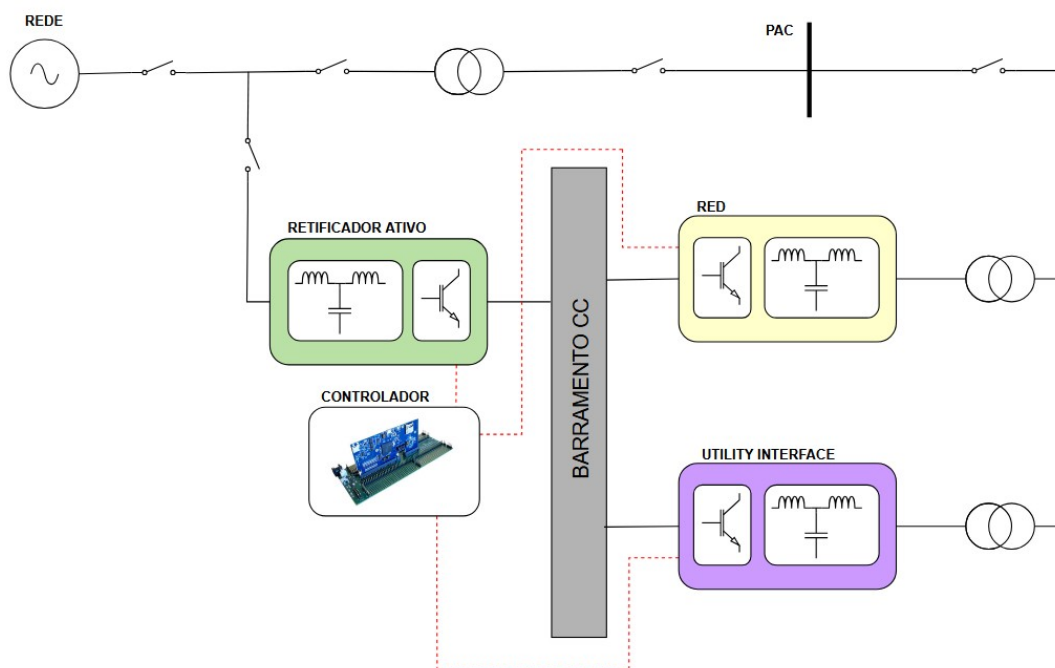 REDE
PAC
RETIFICADOR ATIVO
RED
CONTROLADOR
BARRAMENTO CC
UTILITY INTERFACE